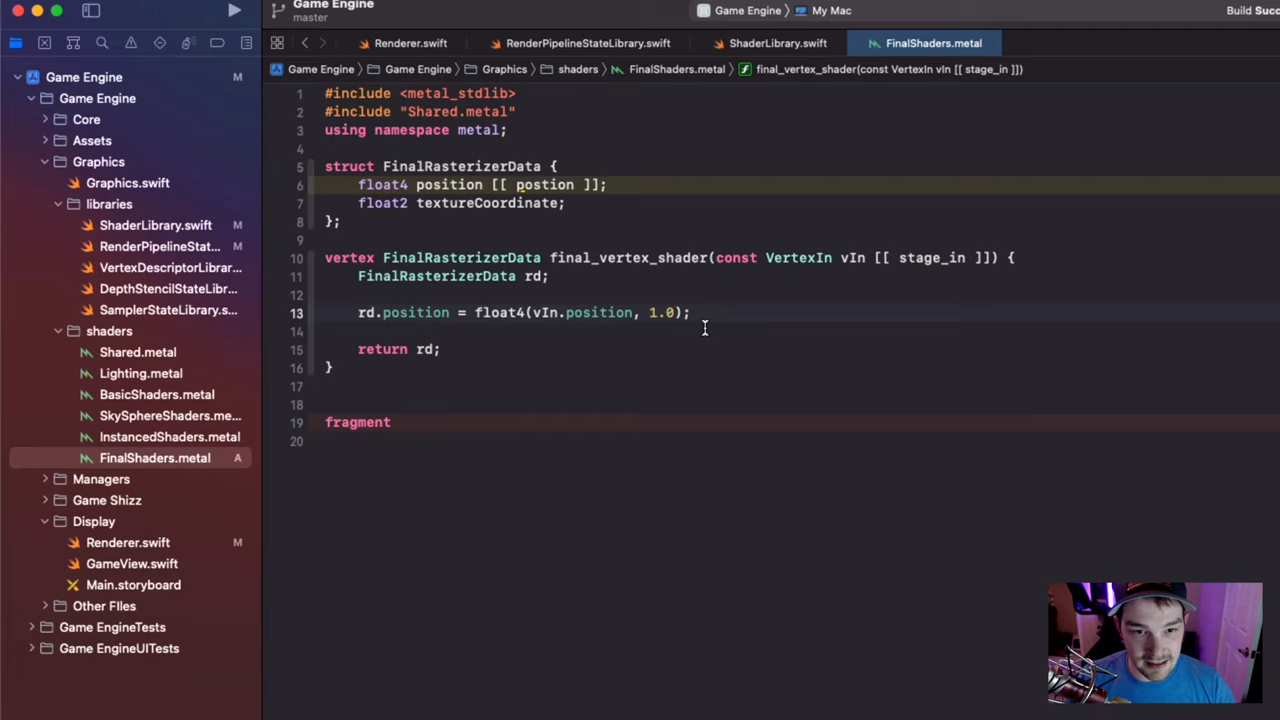 Game Engine
master
Game Engine
My Mac
Build Succ
Renderer.swift
RenderPipelineStateLibrary.swift
ShaderLibrary.swift
FinalShaders.metal
Game Engine
Game Engine
Graphics
shaders
FinalShaders.metal
final_vertex_shader(const VertexIn vIn [[ stage_in ]])
Game Engine M
Game Engine
Core
Assets
Graphics
Graphics.swift
libraries
ShaderLibrary.swift M
RenderPipelineStat... M
VertexDescriptorLibrar...
DepthStencilStateLibr...
SamplerStateLibrary.s...
shaders
Shared.metal
Lighting.metal
BasicShaders.metal
SkySphereShaders.me...
InstancedShaders.metal
FinalShaders.metal A
Managers
Game Shizz
Display
Renderer.swift M
GameView.swift
Main.storyboard
Other FIles
Game EngineTests
Game EngineUITests
1 #include <metal_stdlib>
2 #include "Shared.metal"
3 using namespace metal;
4
5 struct FinalRasterizerData {
6 float4 position [[ postion ]];
7 float2 textureCoordinate;
8 };
9
10 vertex FinalRasterizerData final_vertex_shader(const VertexIn vIn [[ stage_in ]]) {
11 FinalRasterizerData rd;
12
13 rd.position = float4(vIn.position, 1.0);
14
15 return rd;
16 }
17
18
19 fragment
20